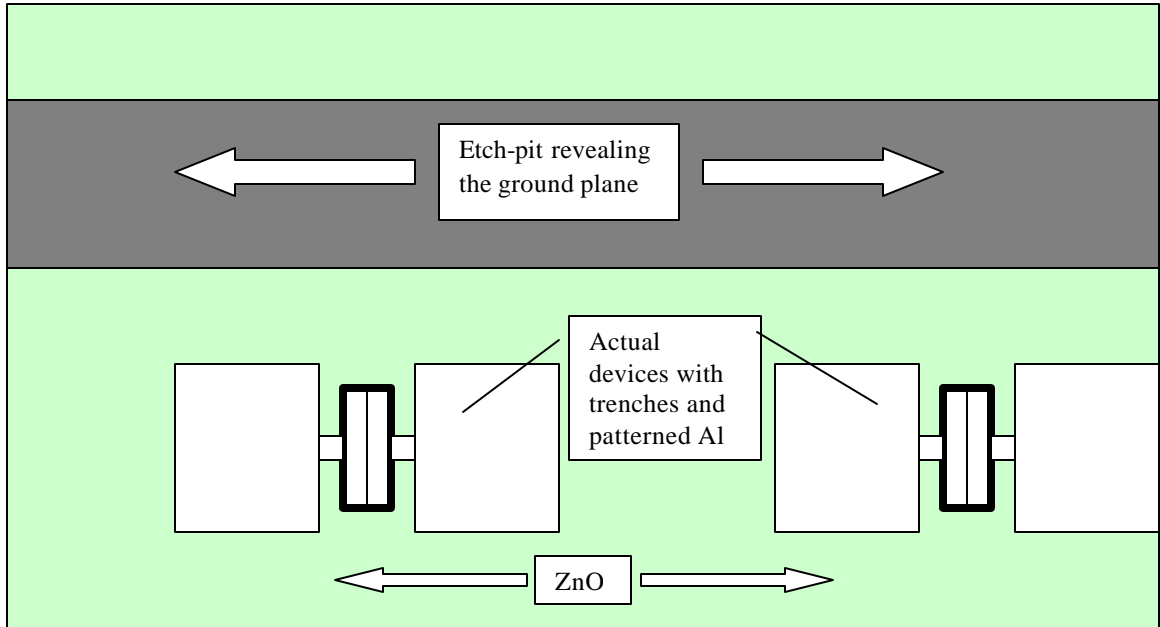 Etch-pit revealing
the ground plane
Actual
devices with
trenches and
patterned Al
ZnO